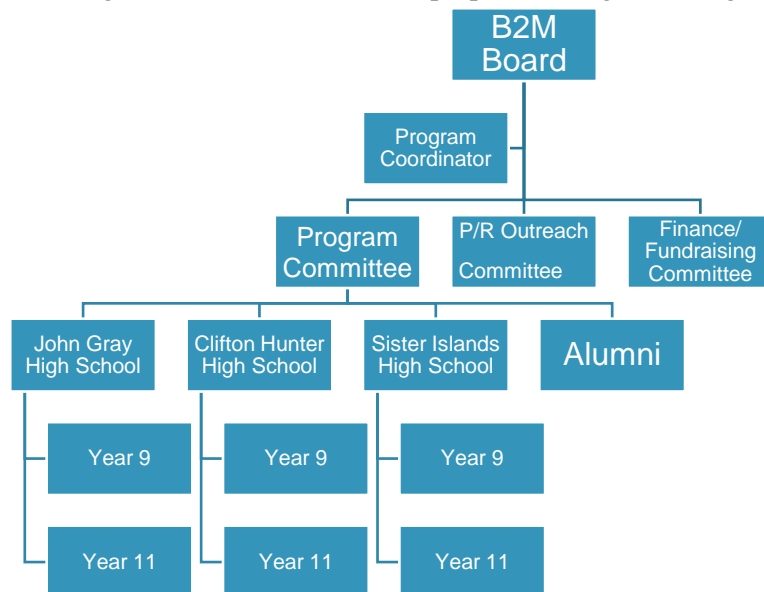 B2M
Board
Program
Coordinator
Program
Committee
P/R Outreach
Committee
Finance/
Fundraising
Committee
John Gray
High School
Clifton Hunter
High School
Sister Islands
High School
Alumni
Year 9
Year 9
Year 9
Year 11
Year 11
Year 11